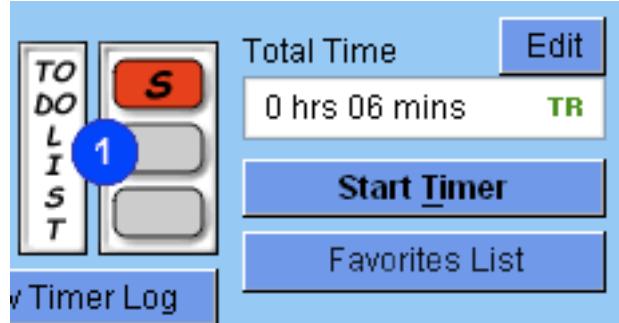 TO
DO
L
I
S
T
1
S
Total Time
Edit
0 hrs 06 mins
TR
Start Timer
Favorites List
Timer Log